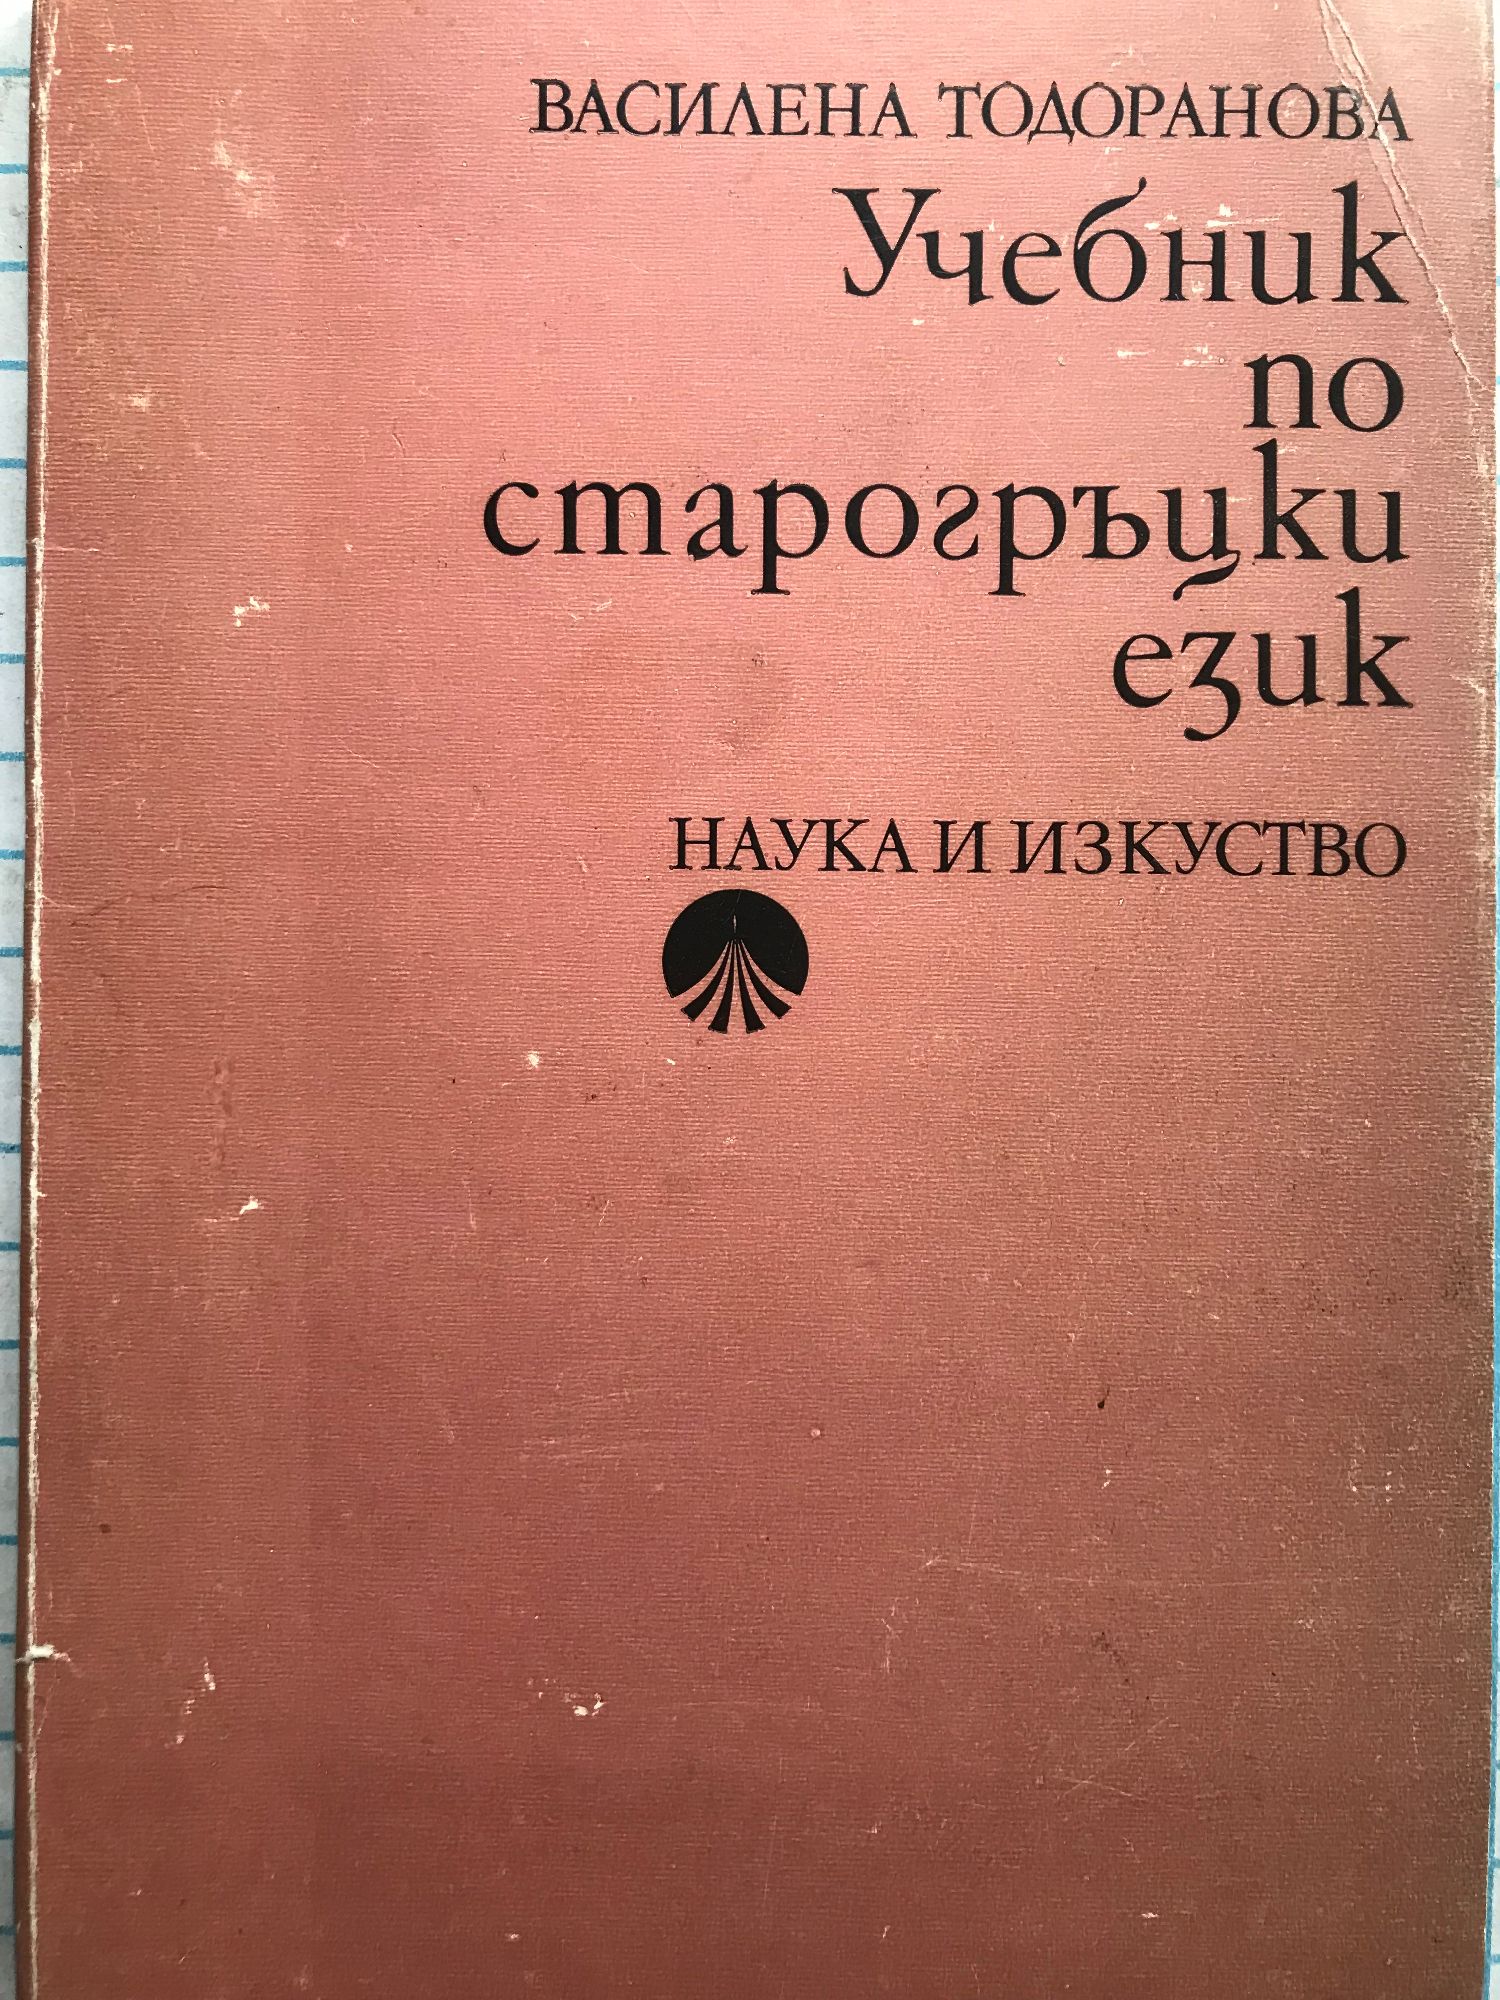 ВАСИЛЕНА ТОДОРАНОВА
Учебник
по
старогръцки
език
НАУКА И ИЗКУСТВО